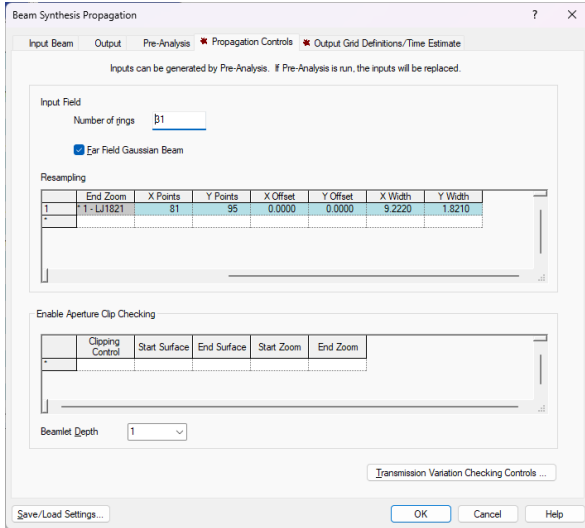 Beam Synthesis Propagation ? ×
Input Beam Output Pre-Analysis Propagation Controls Output Grid Definitions/Time Estimate
Inputs can be generated by Pre-Analysis. If Pre-Analysis is run, the inputs will be replaced.
Input Field
Number of rings 31
Far Field Gaussian Beam
Resampling
End Zoom X Points Y Points X Offset Y Offset X Width Y Width
1 * 1 - LJ1821 81 95 0.0000 0.0000 9.2220 1.8210
*
Enable Aperture Clip Checking
Clipping
Control Start Surface End Surface Start Zoom End Zoom
*
Beamlet Depth 1
Transmission Variation Checking Controls ...
Save/Load Settings... OK Cancel Help